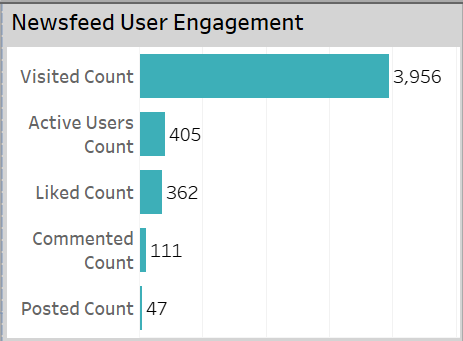 Newsfeed User Engagement
Visited Count
3,956
Active Users
Count
405
Liked Count
362
Commented
Count
111
Posted Count
47